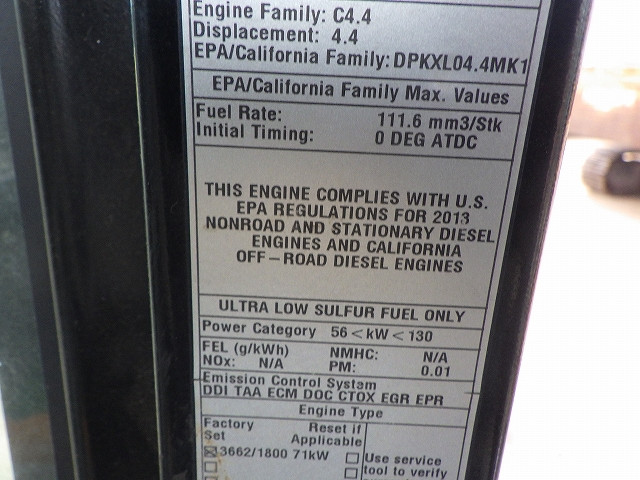 Engine Family: C4.4
Displacement: 4.4
EPA/California Family: DPKXL04.4MK1
EPA/California Family Max. Values
Fuel Rate: 111.6 mm3/Stk
Initial Timing: 0 DEG ATDC
THIS ENGINE COMPLIES WITH U.S.
EPA REGULATIONS FOR 2013
NONROAD AND STATIONARY DIESEL
ENGINES AND CALIFORNIA
OFF-ROAD DIESEL ENGINES
ULTRA LOW SULFUR FUEL ONLY
Power Category 56 < kW < 130
FEL (g/kWh) NMHC: N/A
NOx: N/A PM: 0.01
Emission Control System
DDI TAA ECM DOC CTOX EGR EPR
Engine Type
Factory Reset if
Set Applicable
☒ 3662/1800 71kW ☐ Use service
☐ ☐ tool to verify